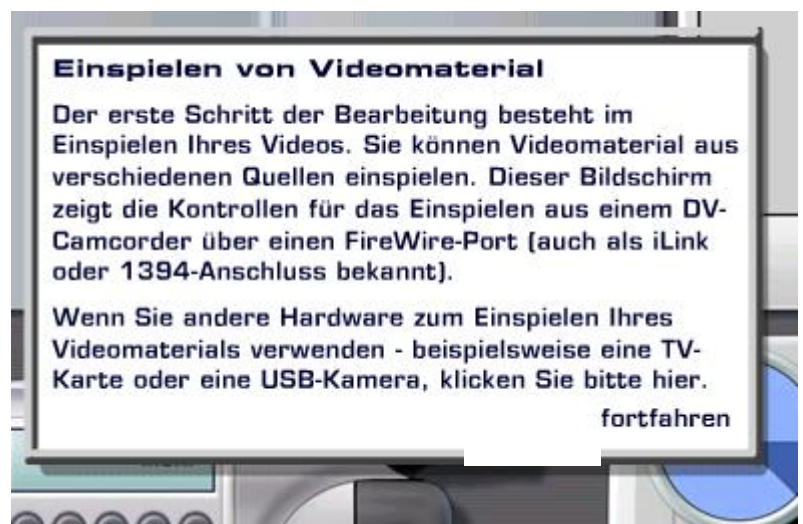 Einspielen von Videomaterial
Der erste Schritt der Bearbeitung besteht im
Einspielen Ihres Videos. Sie können Videomaterial aus
verschiedenen Quellen einspielen. Dieser Bildschirm
zeigt die Kontrollen für das Einspielen aus einem DV-
Camcorder über einen FireWire-Port (auch als iLink
oder 1394-Anschluss bekannt).
Wenn Sie andere Hardware zum Einspielen Ihres
Videomaterials verwenden - beispielsweise eine TV-
Karte oder eine USB-Kamera, klicken Sie bitte hier.
fortfahren